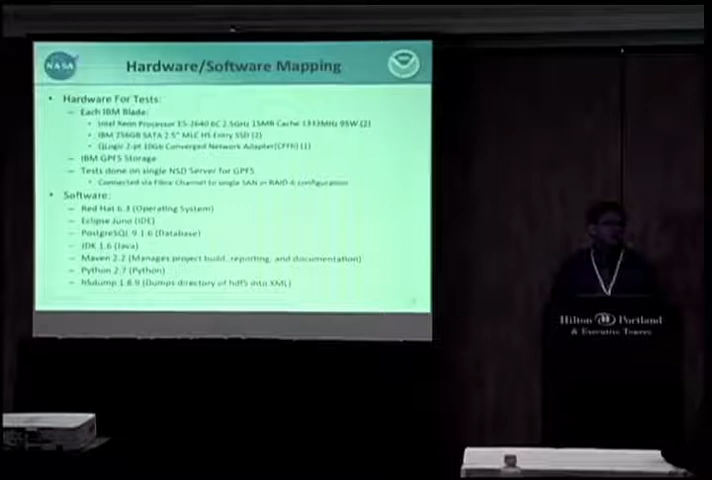 NASA
Hardware/Software Mapping
• Hardware For Tests:
– Each IBM Blade:
• Intel Xeon Processor E5-2640 6C 2.5GHz 15MB Cache 1333MHz 95W (2)
• IBM 256GB SATA 2.5" MLC HS Entry SSD (2)
• QLogic 2-pt 10Gb Converged Network Adapter(CFFh) (1)
– IBM GPFS Storage
– Tests done on single NSD Server for GPFS
• Connected via Fibre Channel to single SAN in RAID-6 configuration
• Software:
– Red Hat 6.3 (Operating System)
– Eclipse Juno (IDE)
– PostgreSQL 9.1.6 (Database)
– JDK 1.6 (Java)
– Maven 2.2 (Manages project build, reporting, and documentation)
– Python 2.7 (Python)
– h5dump 1.8.9 (Dumps directory of hdf5 into XML)
Hilton Portland
& Executive Tower